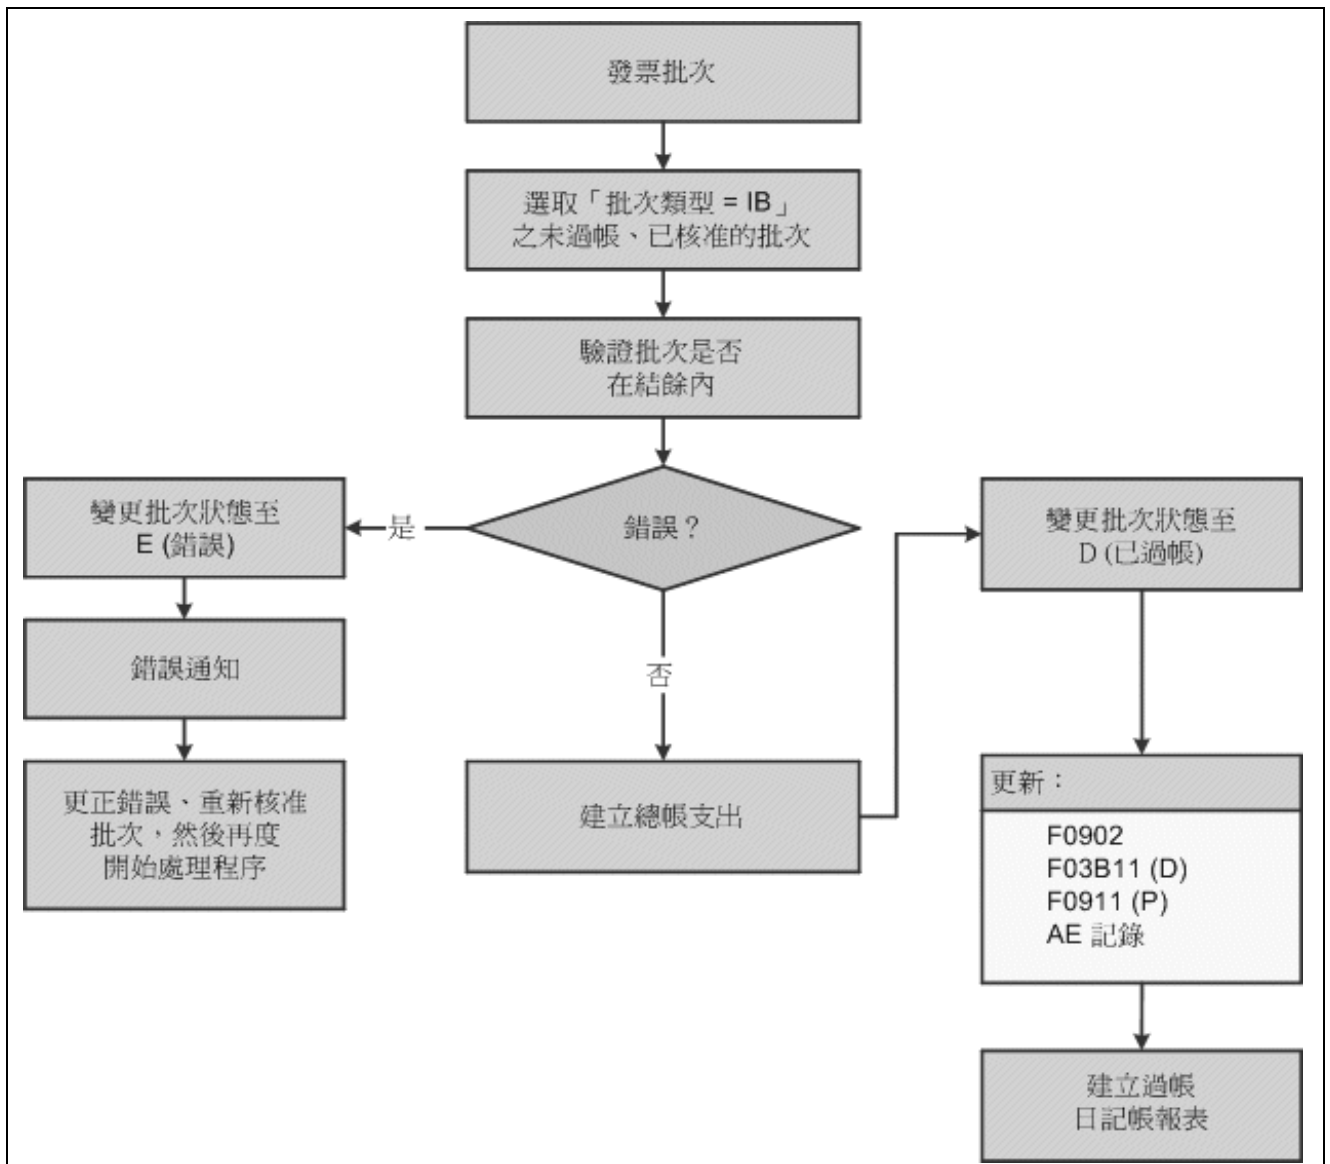 發票批次
選取「批次類型 = IB」
之未過帳、已核准的批次
驗證批次是否
在結餘內
錯誤？
是
變更批次狀態至
E (錯誤)
錯誤通知
更正錯誤、重新核准
批次，然後再度
開始處理程序
否
建立總帳支出
變更批次狀態至
D (已過帳)
更新：
F0902
F03B11 (D)
F0911 (P)
AE 記錄
建立過帳
日記帳報表